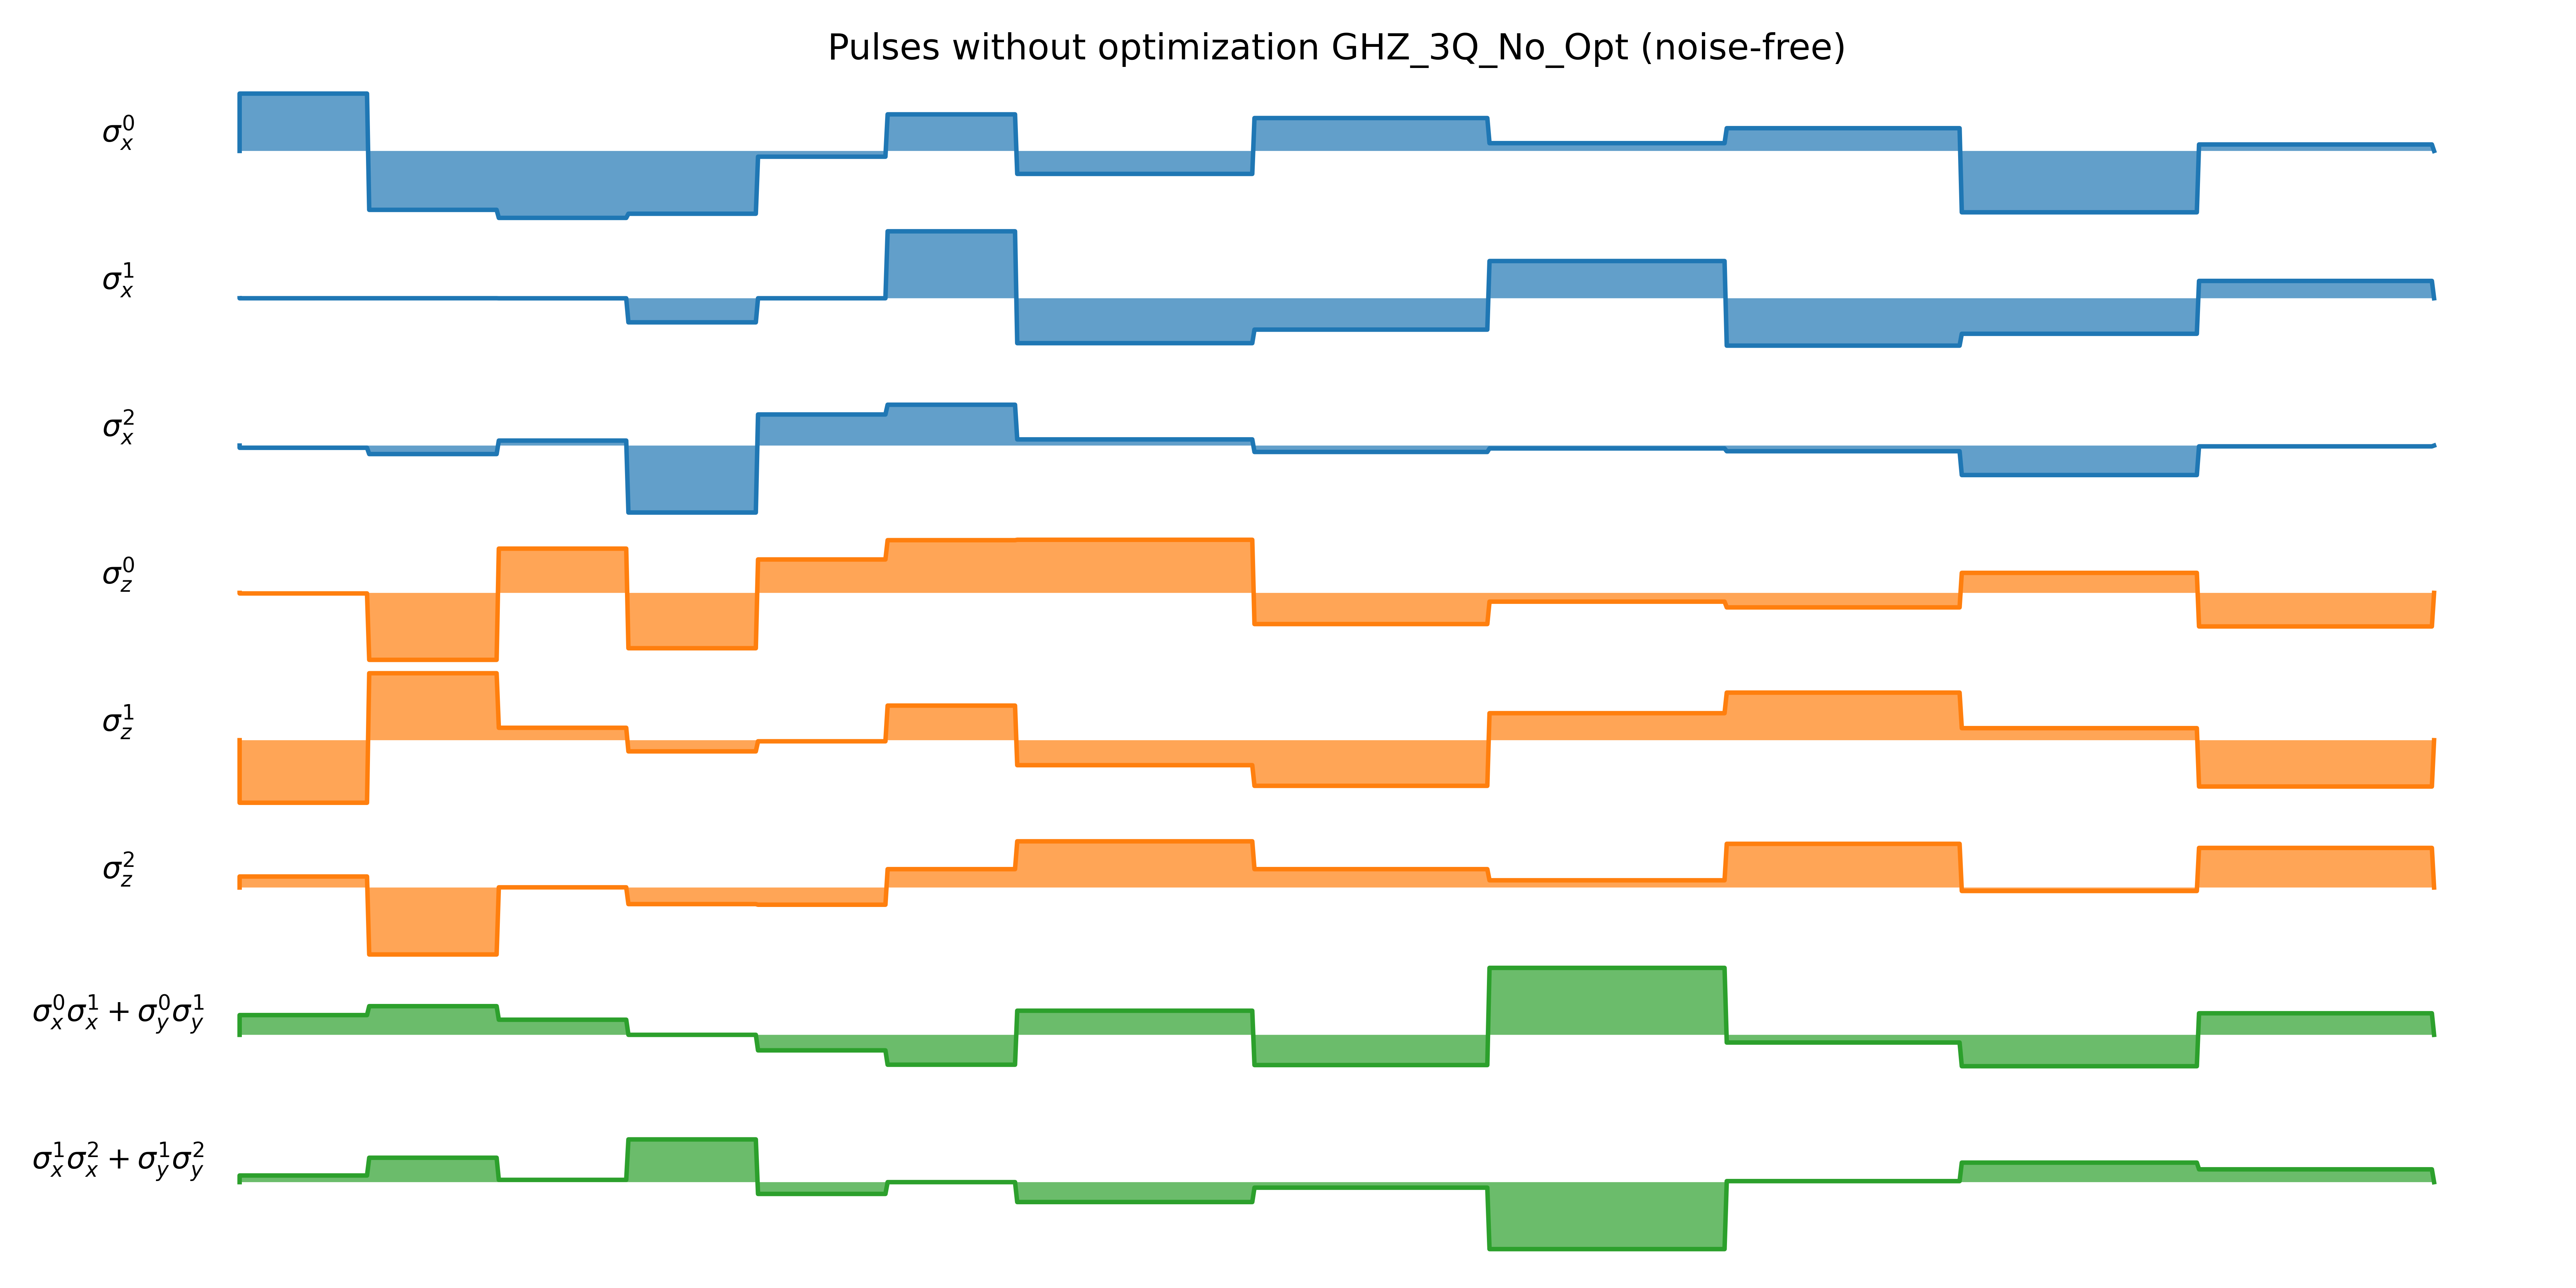 Pulses without optimization GHZ_3Q_No_Opt (noise-free)
σ_x^0
σ_x^1
σ_x^2
σ_z^0
σ_z^1
σ_z^2
σ_x^0σ_x^1 + σ_y^0σ_y^1
σ_x^1σ_x^2 + σ_y^1σ_y^2